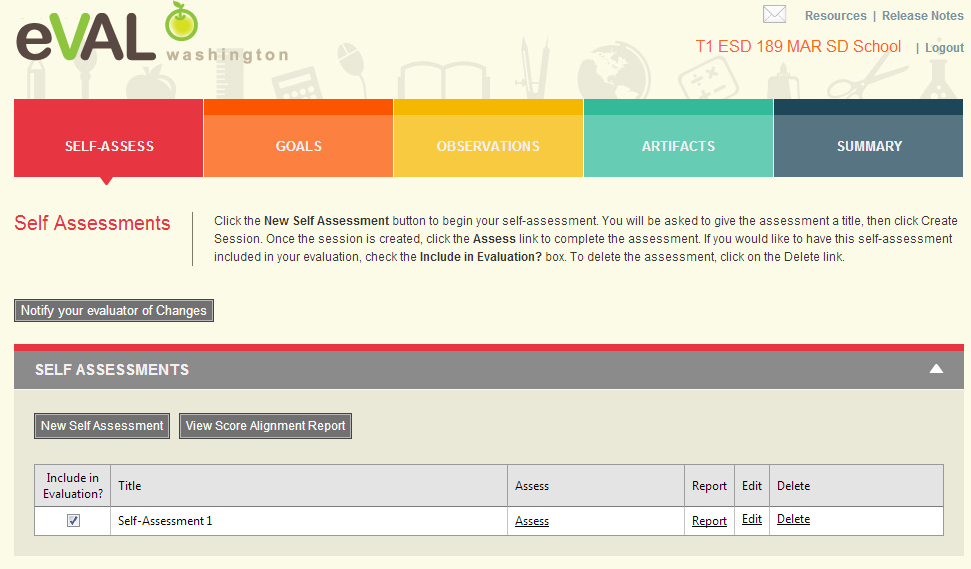 eVAL
washington
Resources | Release Notes
T1 ESD 189 MAR SD School | Logout
SELF-ASSESS GOALS OBSERVATIONS ARTIFACTS SUMMARY
Self Assessments
Click the New Self Assessment button to begin your self-assessment. You will be asked to give the assessment a title, then click Create
Session. Once the session is created, click the Assess link to complete the assessment. If you would like to have this self-assessment
included in your evaluation, check the Include in Evaluation? box. To delete the assessment, click on the Delete link.
Notify your evaluator of Changes
SELF ASSESSMENTS
New Self Assessment View Score Alignment Report
Include in
Evaluation? Title Assess Report Edit Delete
Self-Assessment 1 Assess Report Edit Delete